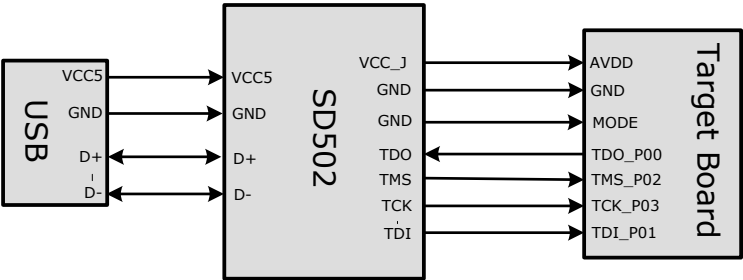 USB
VCC5
GND
D+
D-
SD502
VCC5
GND
D+
D-
VCC_J
GND
GND
TDO
TMS
TCK
TDI
Target Board
AVDD
GND
MODE
TDO_P00
TMS_P02
TCK_P03
TDI_P01